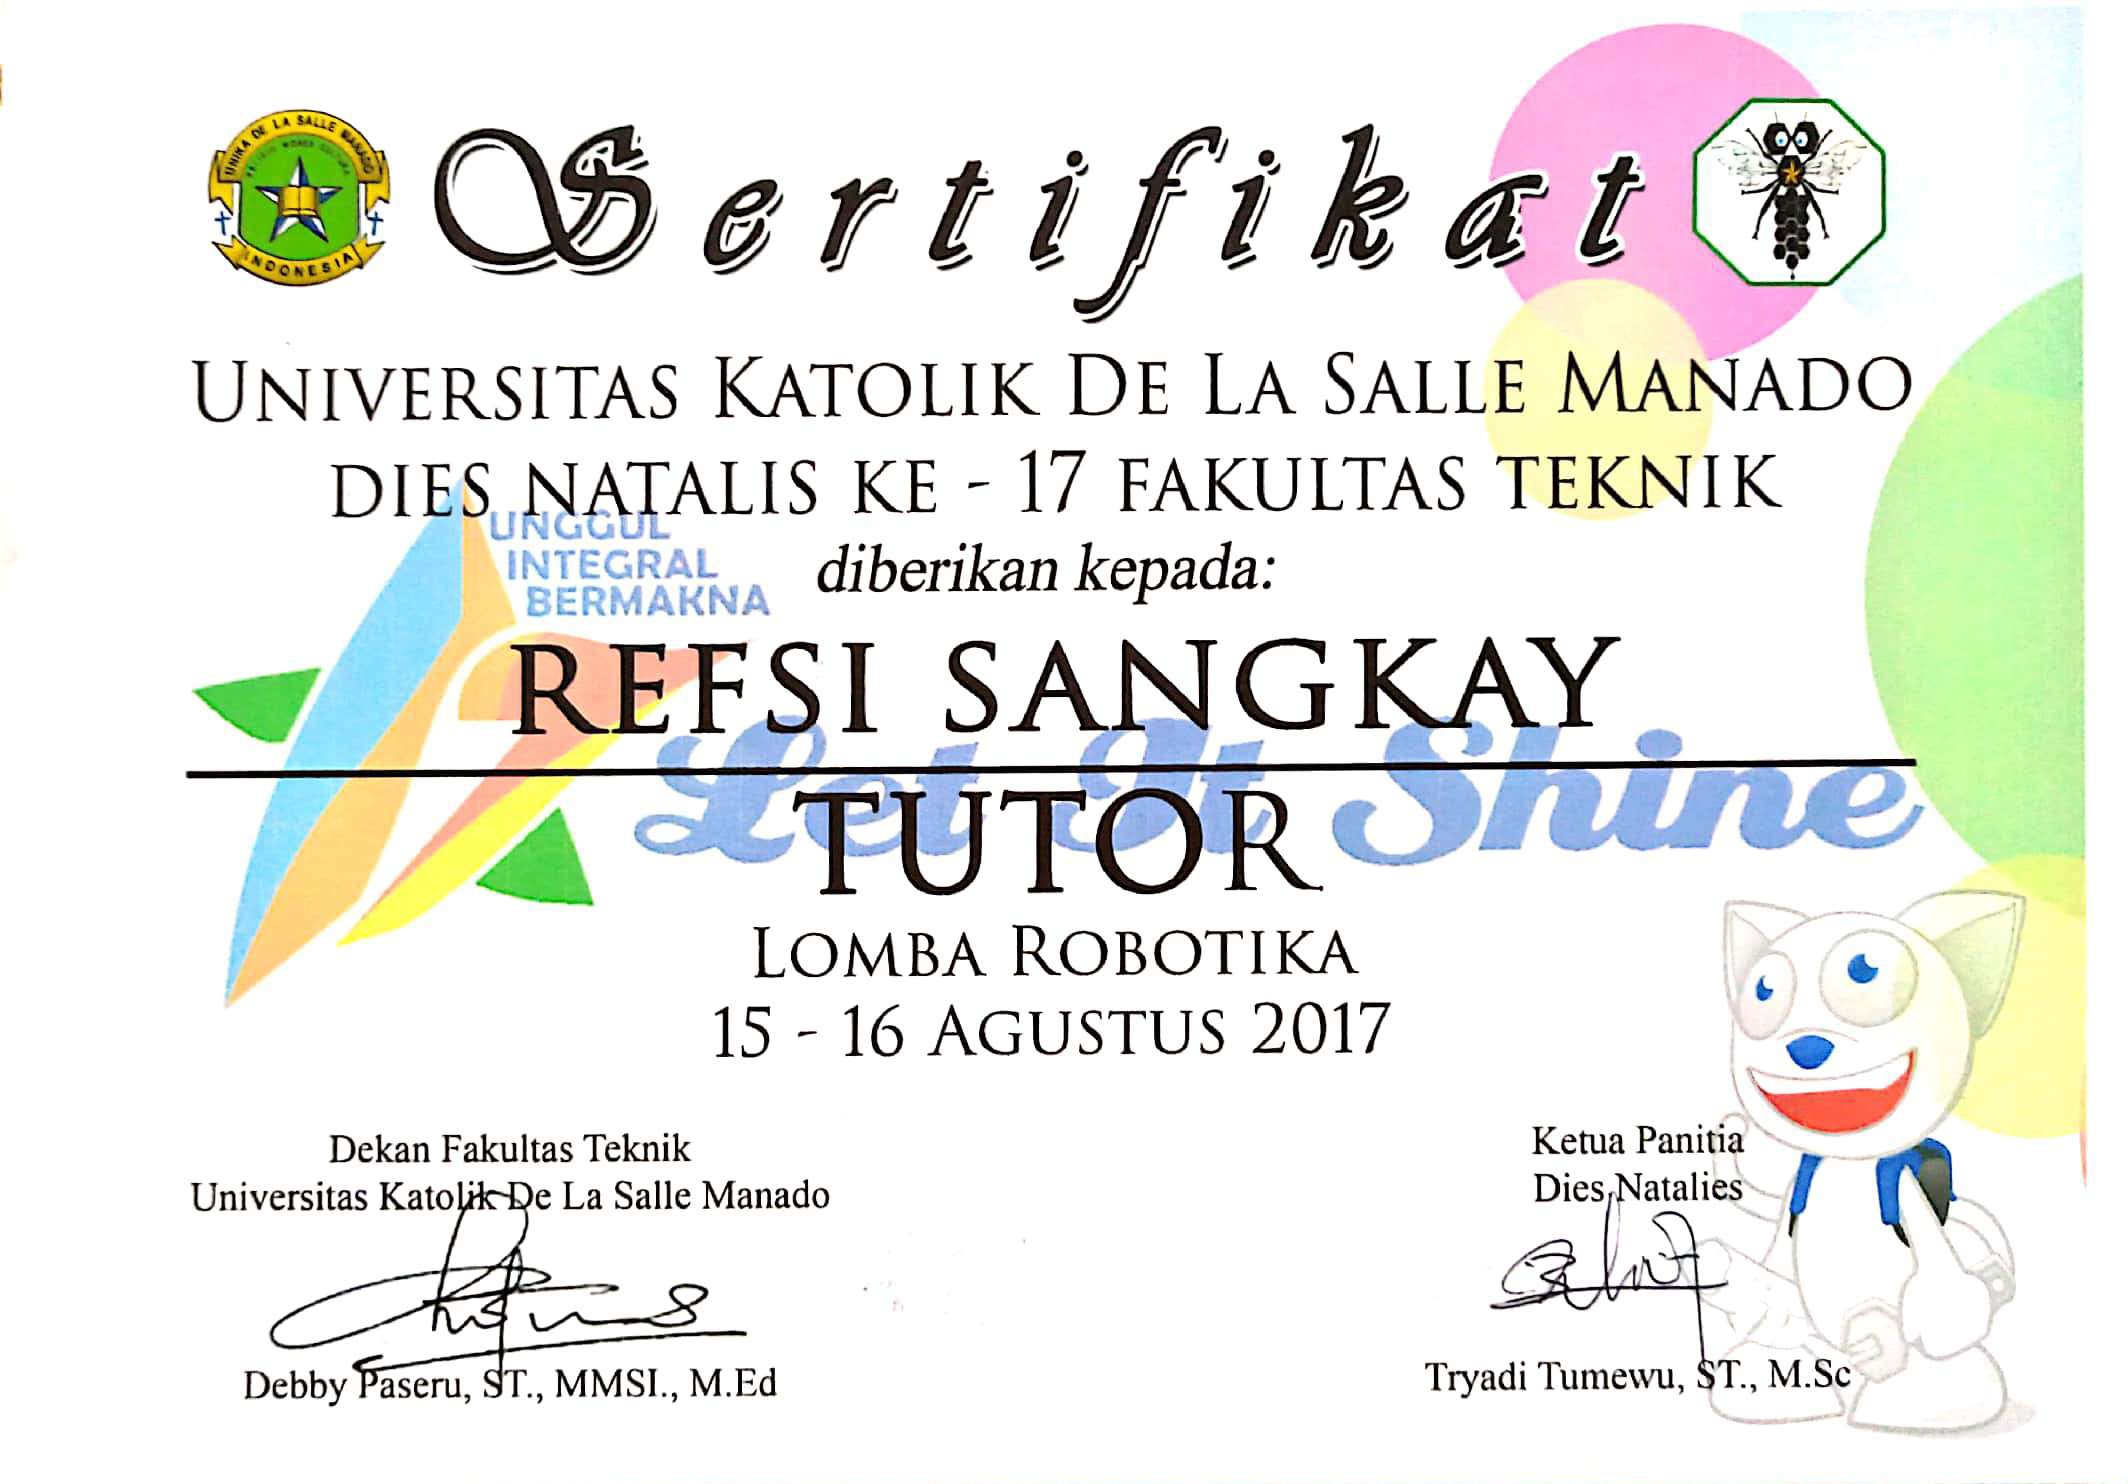 UNIKA DE LA SALLE MANADO
INDONESIA
Sertifikat
UNIVERSITAS KATOLIK DE LA SALLE MANADO
DIES NATALIS KE - 17 FAKULTAS TEKNIK
UNGGUL
INTEGRAL
BERMAKNA
diberikan kepada:
REFSI SANGKAY
Let It Shine
TUTOR
LOMBA ROBOTIKA
15 - 16 AGUSTUS 2017
Dekan Fakultas Teknik
Universitas Katolik De La Salle Manado
Debby Paseru, ST., MMSI., M.Ed
Ketua Panitia
Dies Natalies
Tryadi Tumewu, ST., M.Sc